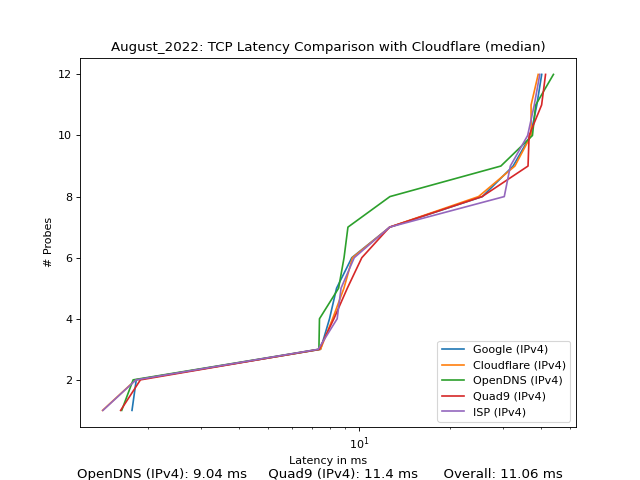 August_2022: TCP Latency Comparison with Cloudflare (median)
12
10
8
6
4
2
# Probes
Google (IPv4)
Cloudflare (IPv4)
OpenDNS (IPv4)
Quad9 (IPv4)
ISP (IPv4)
10¹
Latency in ms
OpenDNS (IPv4): 9.04 ms Quad9 (IPv4): 11.4 ms Overall: 11.06 ms